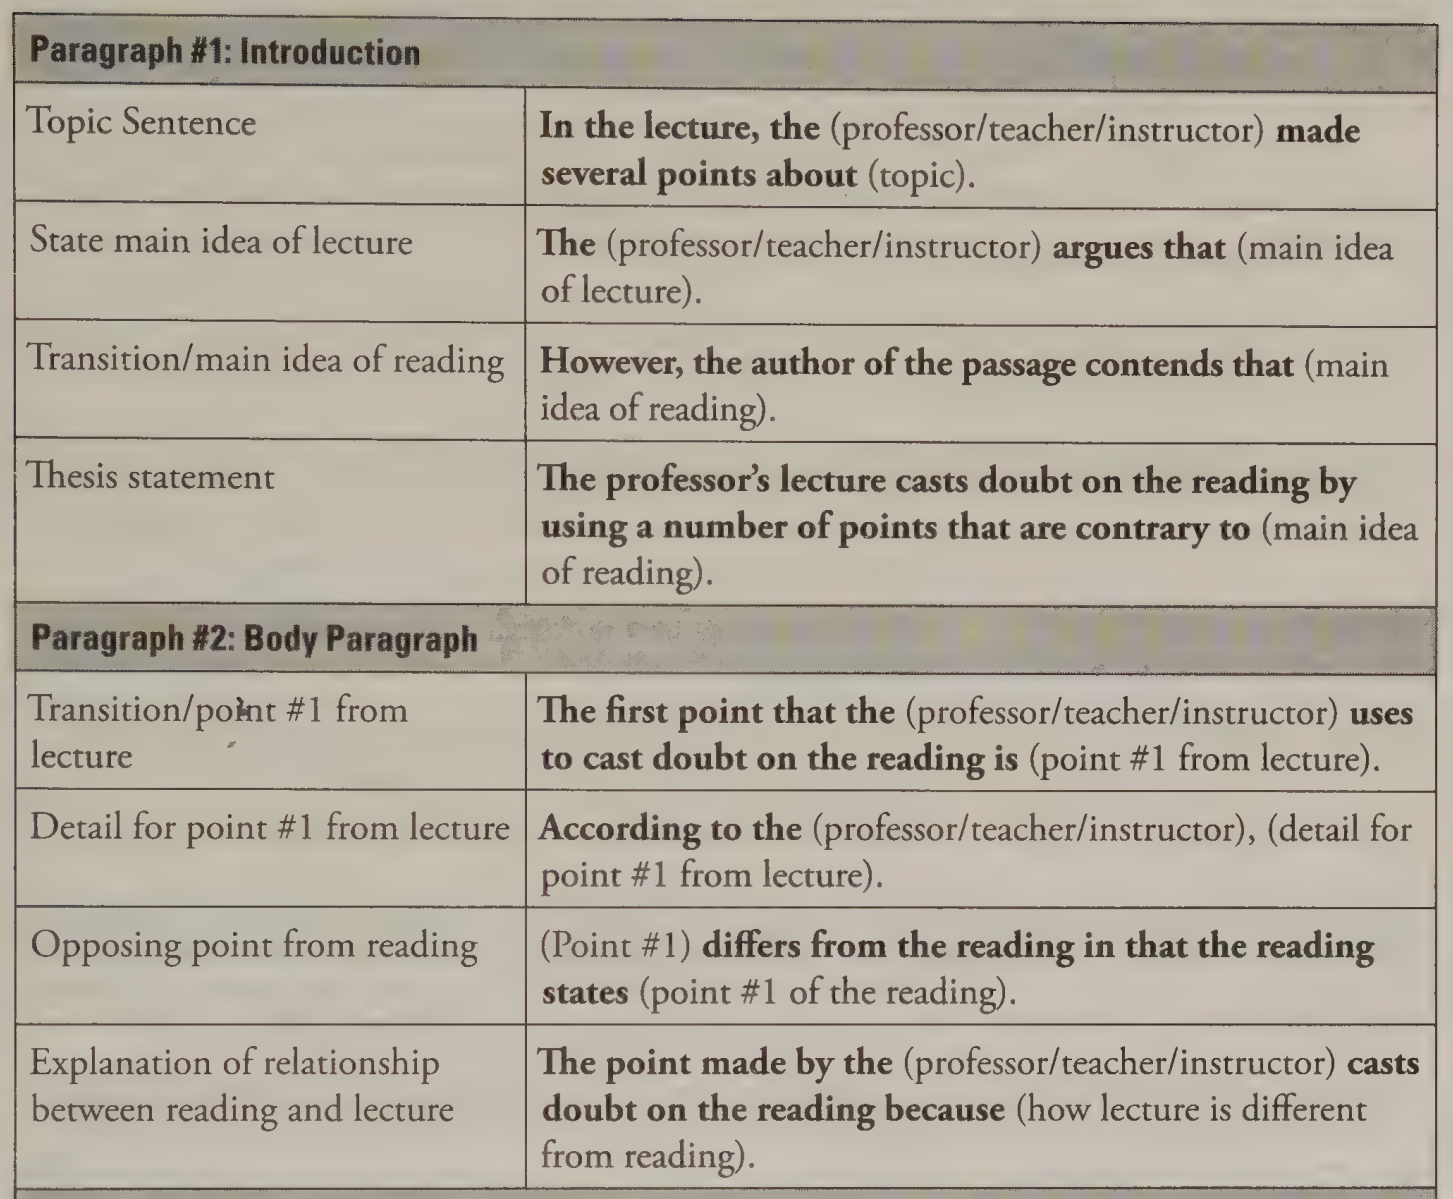 Paragraph #1: Introduction
Topic Sentence
In the lecture, the (professor/teacher/instructor) made
several points about (topic).
State main idea of lecture
The (professor/teacher/instructor) argues that (main idea
of lecture).
Transition/main idea of reading
However, the author of the passage contends that (main
idea of reading).
Thesis statement
The professor's lecture casts doubt on the reading by
using a number of points that are contrary to (main idea
of reading).
Paragraph #2: Body Paragraph
Transition/point #1 from
lecture
The first point that the (professor/teacher/instructor) uses
to cast doubt on the reading is (point #1 from lecture).
Detail for point #1 from lecture
According to the (professor/teacher/instructor), (detail for
point #1 from lecture).
Opposing point from reading
(Point #1) differs from the reading in that the reading
states (point #1 of the reading).
Explanation of relationship
between reading and lecture
The point made by the (professor/teacher/instructor) casts
doubt on the reading because (how lecture is different
from reading).